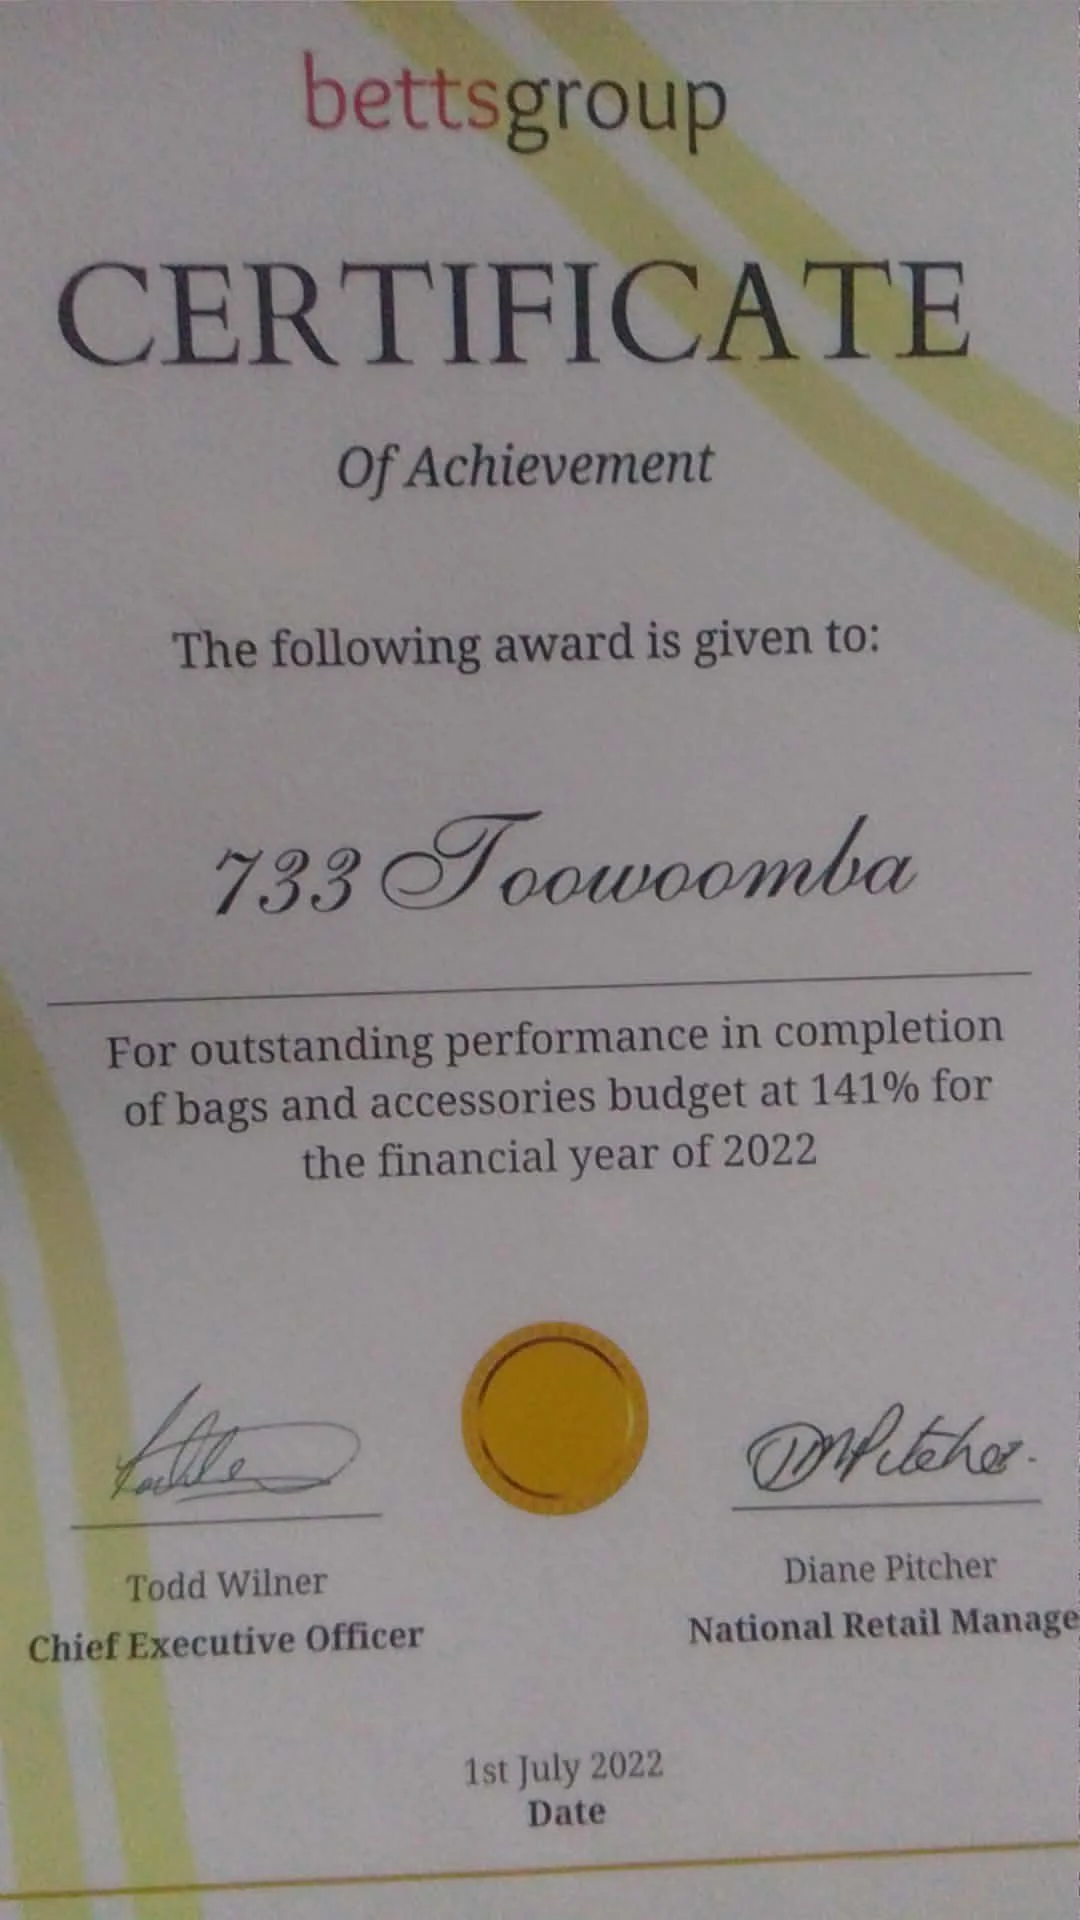 bettsgroup
CERTIFICATE
Of Achievement
The following award is given to:
733 Toowoomba
For outstanding performance in completion
of bags and accessories budget at 141% for
the financial year of 2022
DMPitcher.
Todd Wilner
Diane Pitcher
Chief Executive Officer
National Retail Manage
1st July 2022
Date